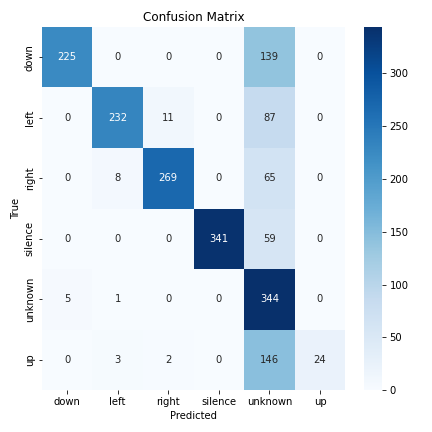 Confusion Matrix
down 225 0 0 0 139 0
left 0 232 11 0 87 0
right 0 8 269 0 65 0
silence 0 0 0 341 59 0
unknown 5 1 0 0 344 0
up 0 3 2 0 146 24
down left right silence unknown up
Predicted
True
350
300
250
200
150
100
50
0